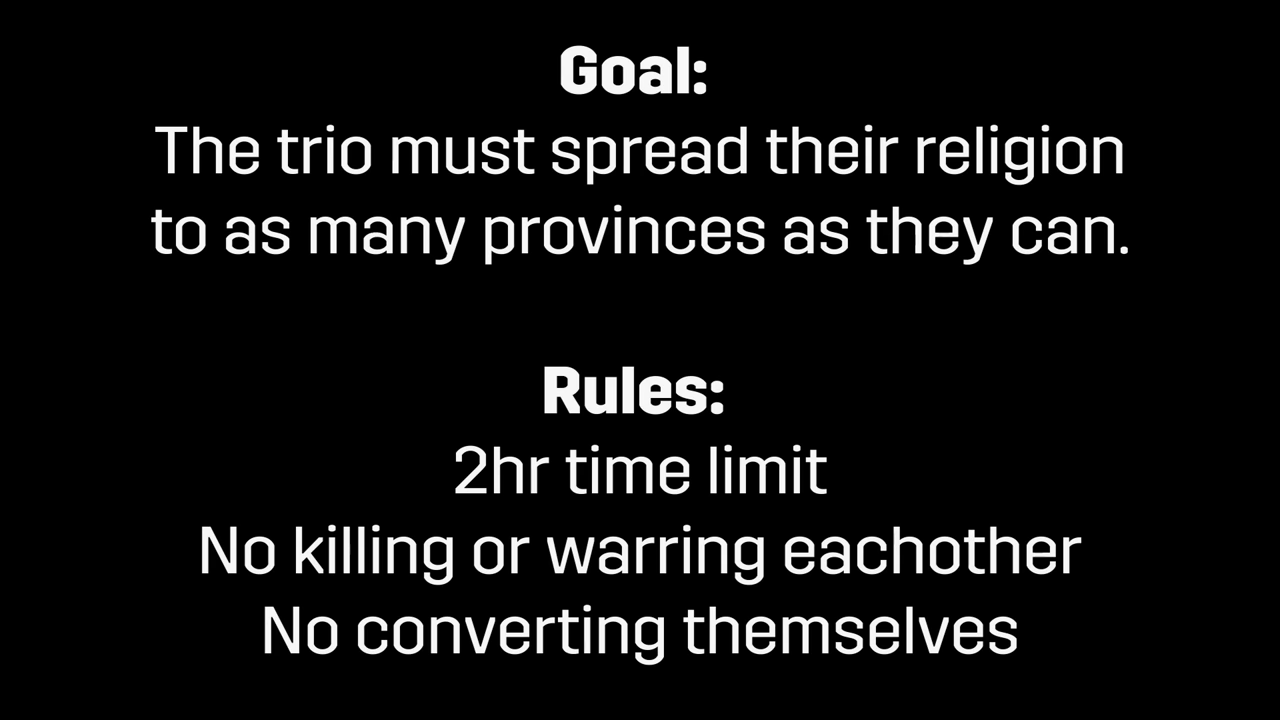 Goal:
The trio must spread their religion
to as many provinces as they can.
Rules:
2hr time limit
No killing or warring eachother
No converting themselves